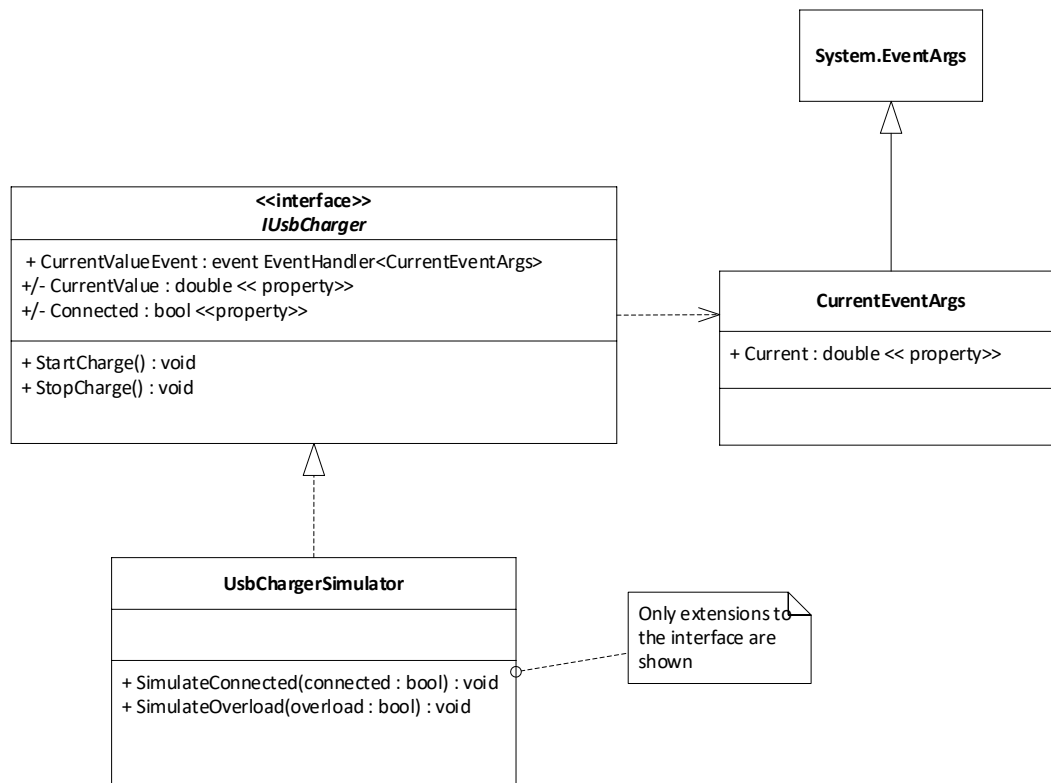 System.EventArgs
<<interface>>
IUsbCharger
+ CurrentValueEvent : event EventHandler<CurrentEventArgs>
+/- CurrentValue : double << property>>
+/- Connected : bool <<property>>
+ StartCharge() : void
+ StopCharge() : void
CurrentEventArgs
+ Current : double << property>>
UsbChargerSimulator
+ SimulateConnected(connected : bool) : void
+ SimulateOverload(overload : bool) : void
Only extensions to
the interface are
shown